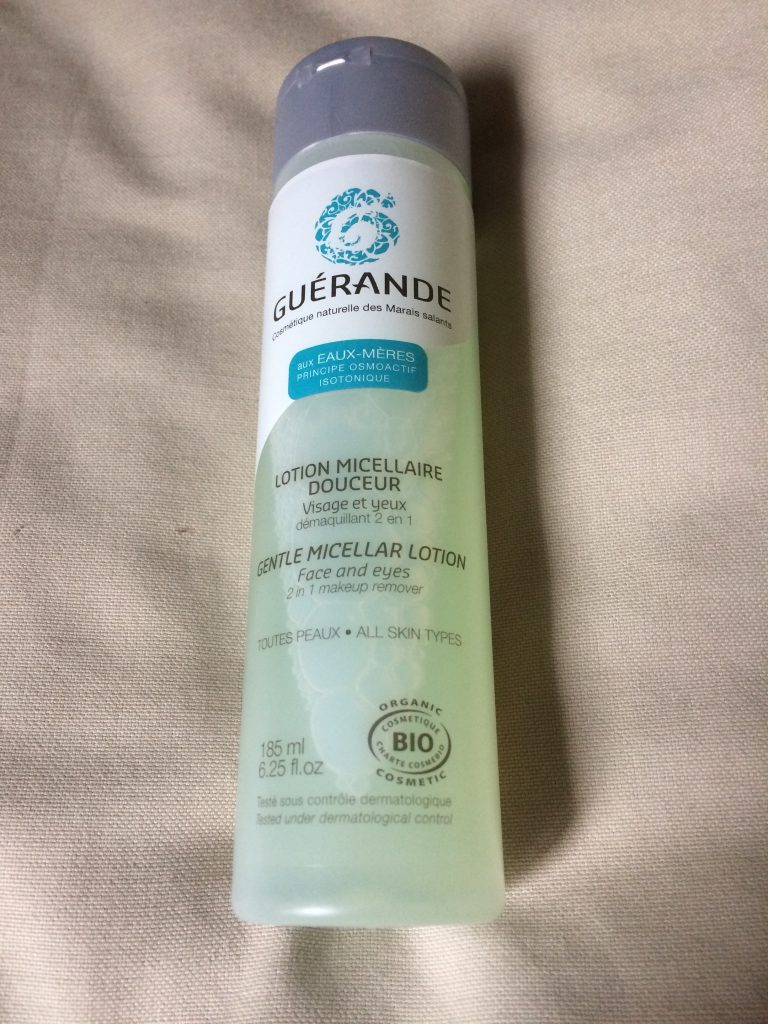 GUÉRANDE
Cosmétique naturelle des Marais salants
aux EAUX-MÈRES
PRINCIPE OSMOACTIF
ISOTONIQUE
LOTION MICELLAIRE
DOUCEUR
Visage et yeux
démaquillant 2 en 1
GENTLE MICELLAR LOTION
Face and eyes
2 in 1 makeup remover
TOUTES PEAUX • ALL SKIN TYPES
ORGANIC
COSMETIQUE
BIO
CHARTE COSMEBIO
COSMETIC
185 ml
6.25 fl.oz
Testé sous contrôle dermatologique
Tested under dermatological control